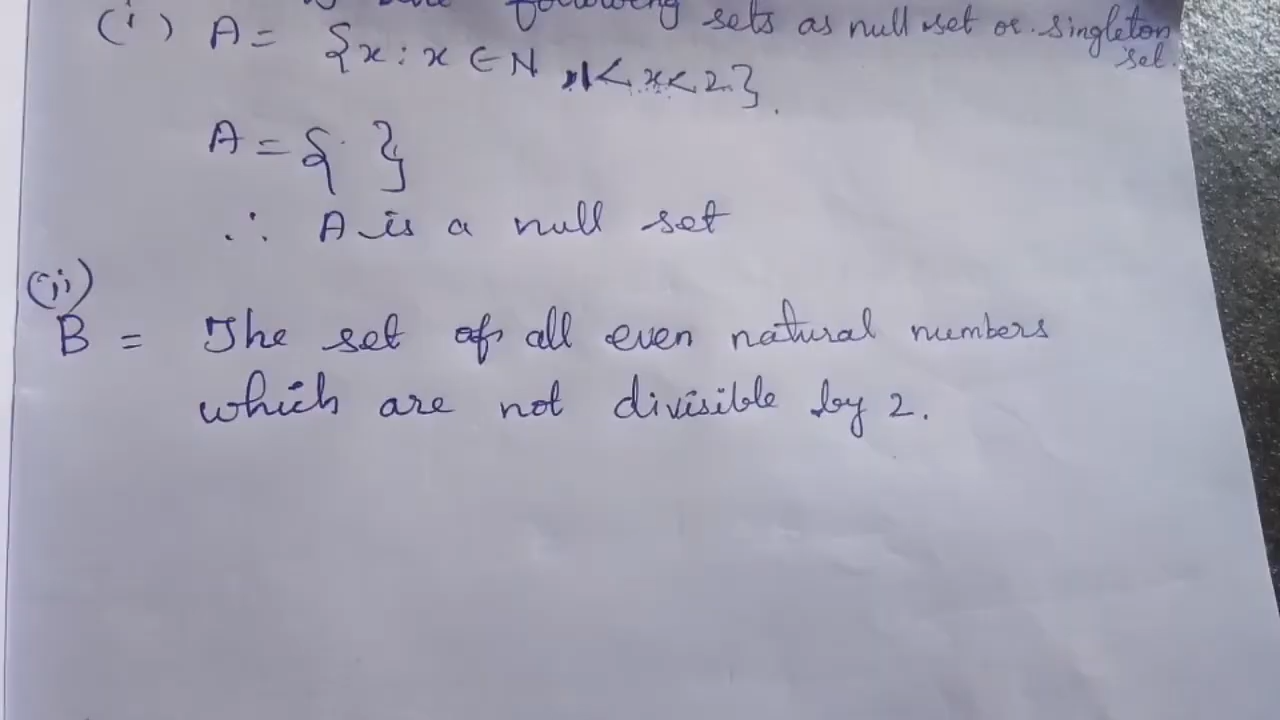 following sets as null set or singleton
set.
(i) A = {x : x ∈ N, 1 < x < 2}.
A = { }
∴ A is a null set
(ii)
B = The set of all even natural numbers
which are not divisible by 2.